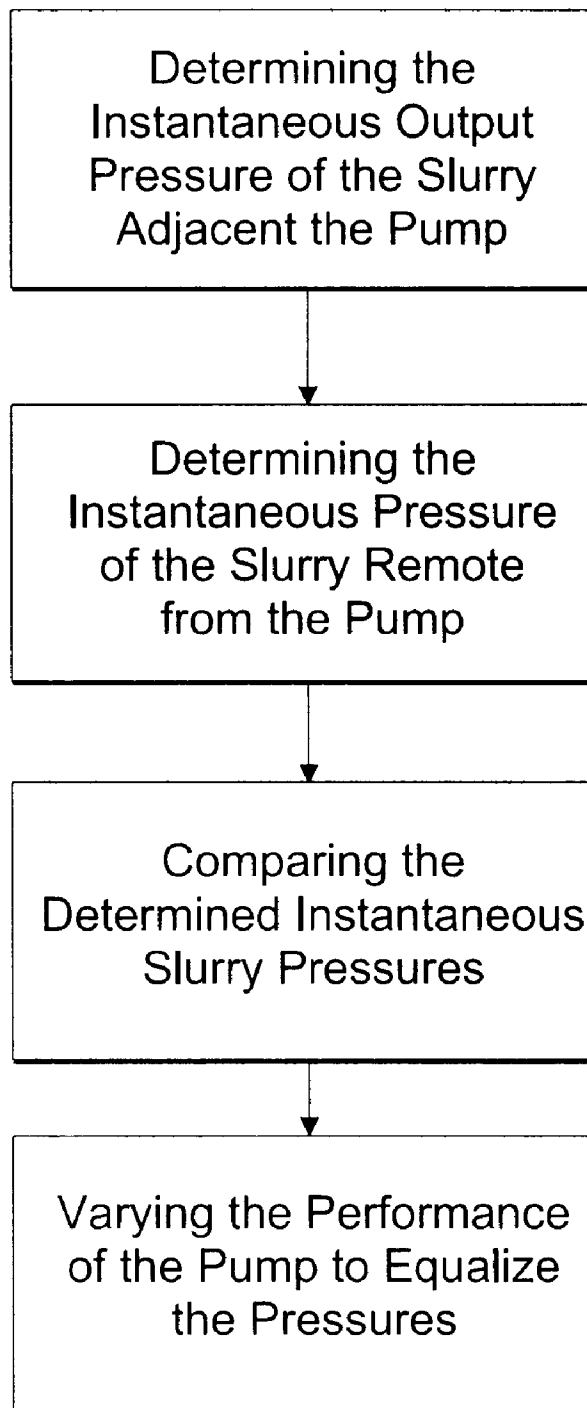 Determining the
Instantaneous Output
Pressure of the Slurry
Adjacent the Pump
Determining the
Instantaneous Pressure
of the Slurry Remote
from the Pump
Comparing the
Determined Instantaneous
Slurry Pressures
Varying the Performance
of the Pump to Equalize
the Pressures